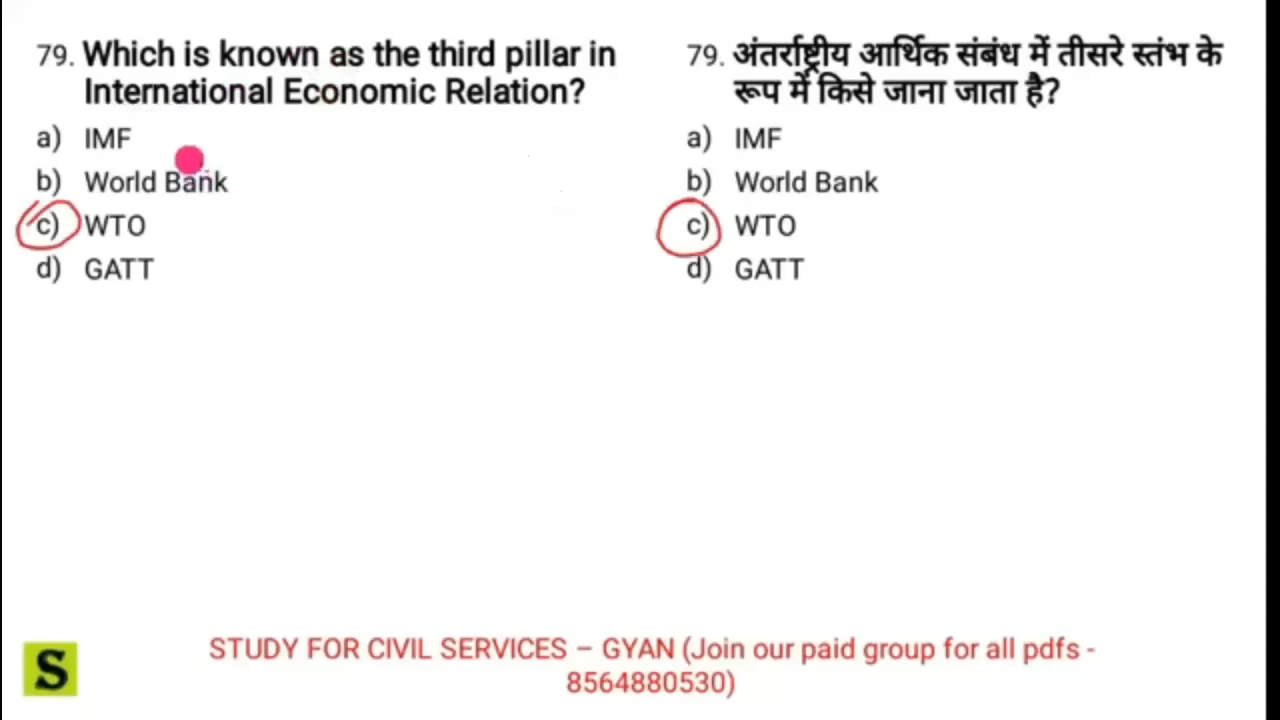 79. Which is known as the third pillar in
International Economic Relation?
a) IMF
b) World Bank
c) WTO
d) GATT
79. अंतर्राष्ट्रीय आर्थिक संबंध में तीसरे स्तंभ के
रूप में किसे जाना जाता है?
a) IMF
b) World Bank
c) WTO
d) GATT
S
STUDY FOR CIVIL SERVICES – GYAN (Join our paid group for all pdfs -
8564880530)